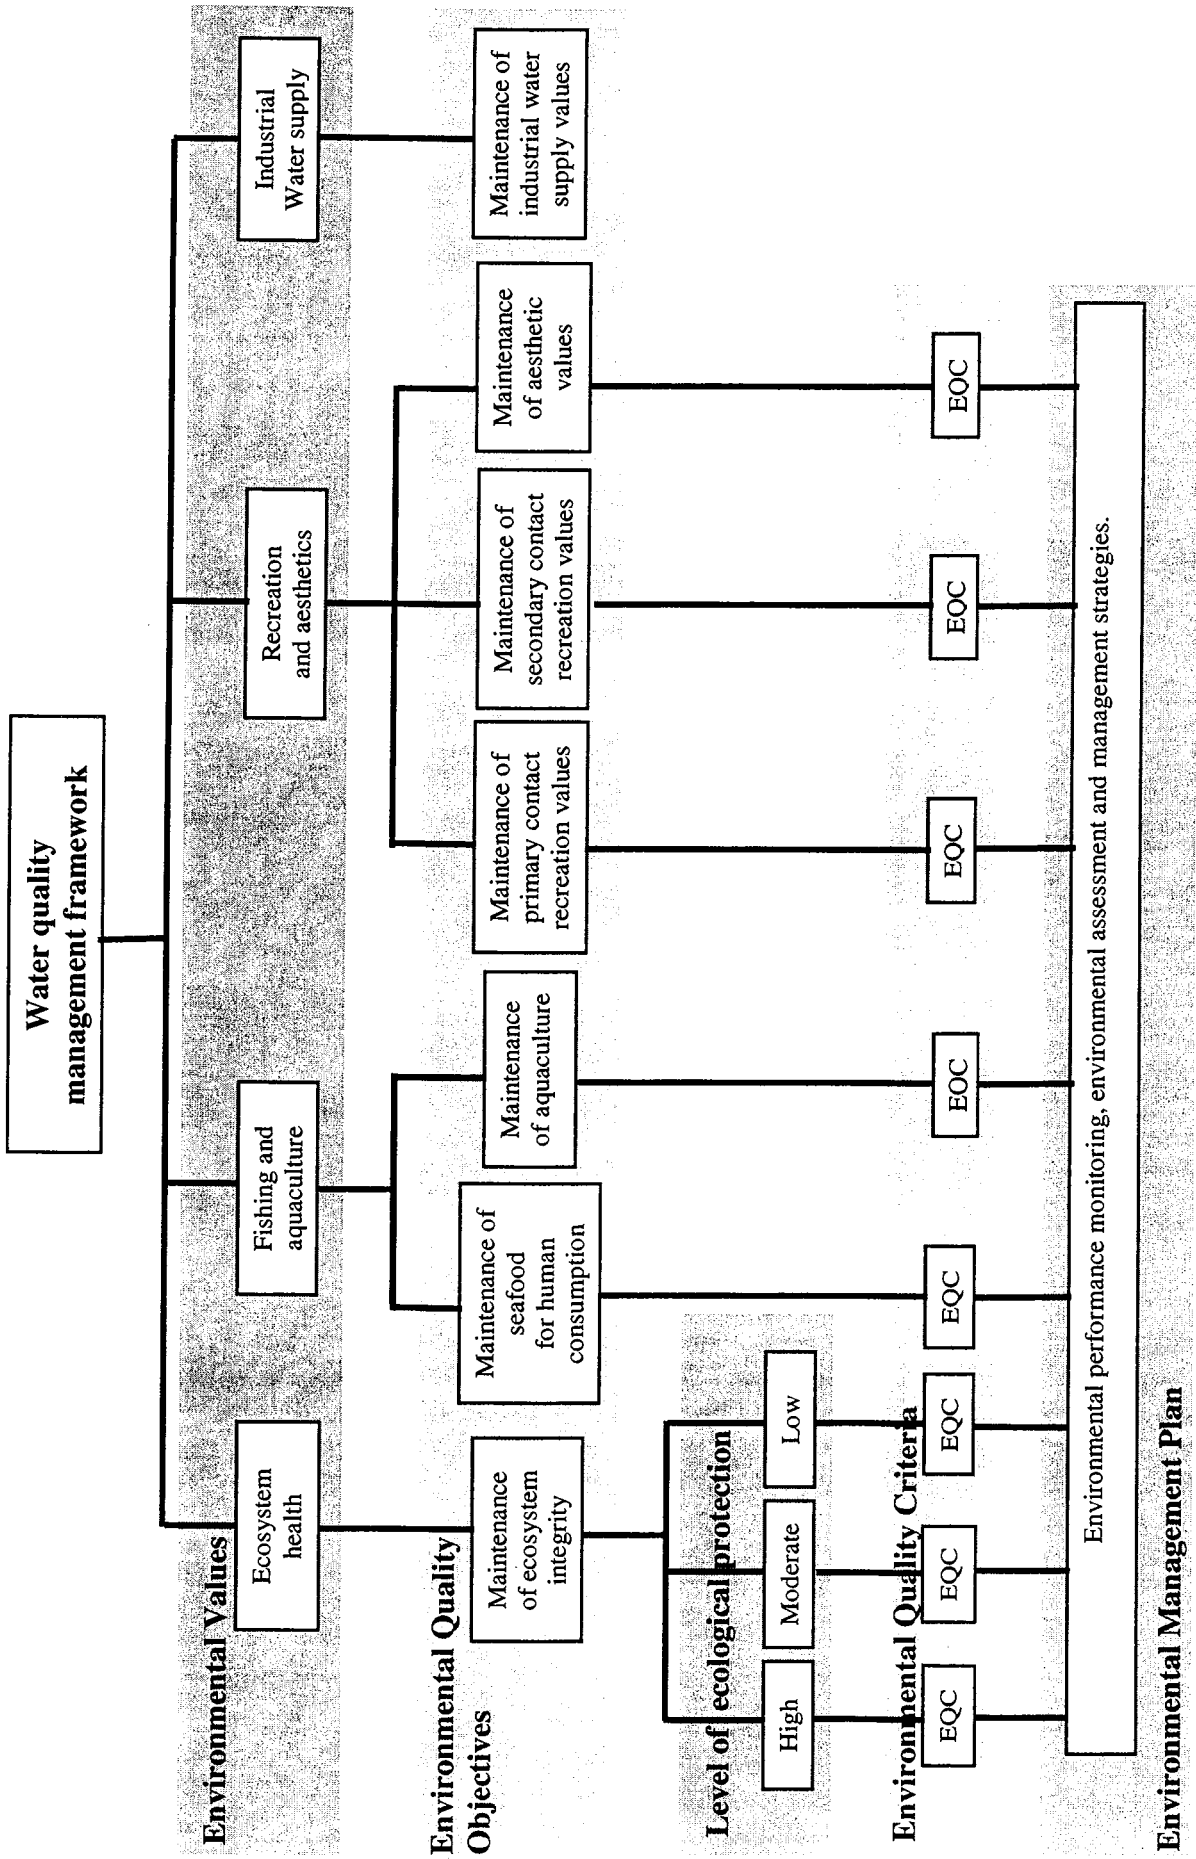 Water quality
management framework
Environmental Values
Ecosystem
health
Fishing and
aquaculture
Recreation
and aesthetics
Industrial
Water supply
Environmental Quality
Objectives
Maintenance
of ecosystem
integrity
Maintenance of
seafood
for human
consumption
Maintenance
of aquaculture
Maintenance of
primary contact
recreation values
Maintenance of
secondary contact
recreation values
Maintenance
of aesthetic
values
Maintenance of
industrial water
supply values
Level of ecological protection
High
Moderate
Low
Environmental Quality Criteria
EQC
EQC
EQC
EQC
EOC
EQC
EQC
EQC
Environmental performance monitoring, environmental assessment and management strategies.
Environmental Management Plan